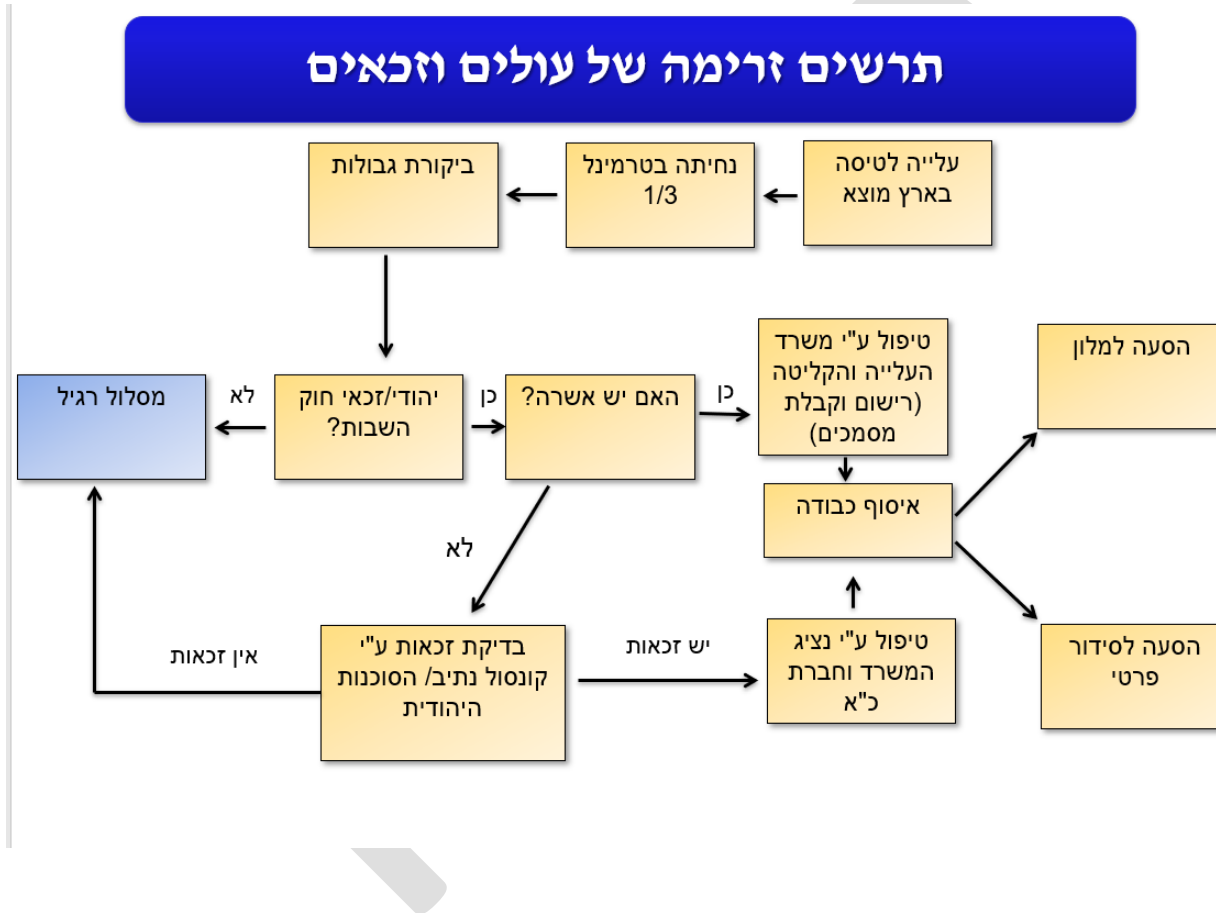 תרשים זרימה של עולים וזכאים
עלייה לטיסה
בארץ מוצא
נחיתה בטרמינל
1/3
ביקורת גבולות
יהודי/זכאי חוק
השבות?
לא
מסלול רגיל
כן
האם יש אשרה?
כן
טיפול ע"י משרד
העלייה והקליטה
(רישום וקבלת
מסמכים)
איסוף כבודה
הסעה למלון
לא
בדיקת זכאות ע"י
קונסול נתיב/ הסוכנות
היהודית
אין זכאות
יש זכאות
טיפול ע"י נציג
המשרד וחברת
כ"א
הסעה לסידור
פרטי